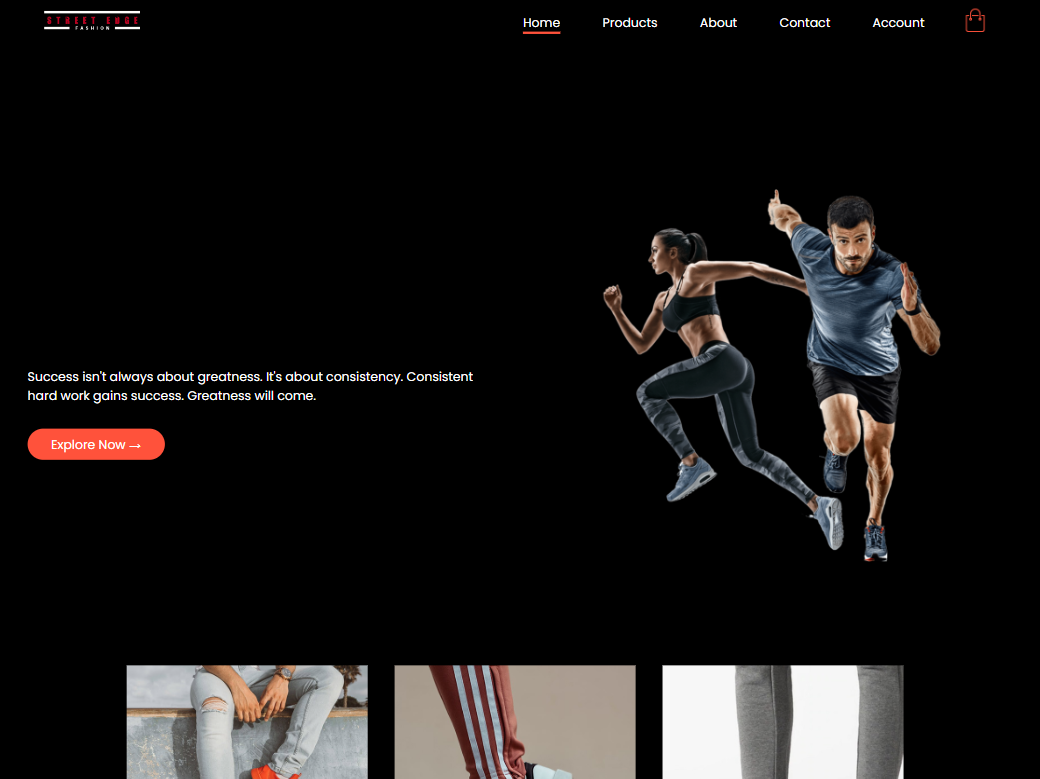 STREET EDGE
FASHION
Home
Products
About
Contact
Account
Success isn't always about greatness. It's about consistency. Consistent
hard work gains success. Greatness will come.
Explore Now →